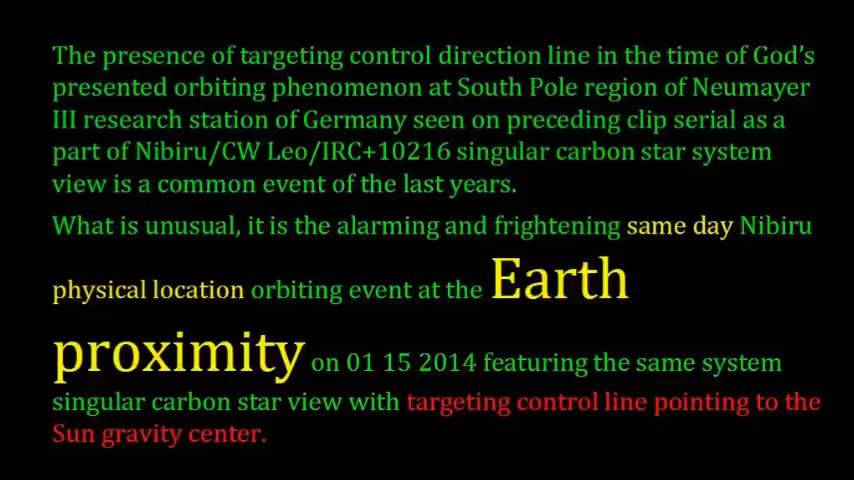 The presence of targeting control direction line in the time of God’s
presented orbiting phenomenon at South Pole region of Neumayer
III research station of Germany seen on preceding clip serial as a
part of Nibiru/CW Leo/IRC+10216 singular carbon star system
view is a common event of the last years.
What is unusual, it is the alarming and frightening same day Nibiru
physical location orbiting event at the Earth
proximity on 01 15 2014 featuring the same system
singular carbon star view with targeting control line pointing to the
Sun gravity center.